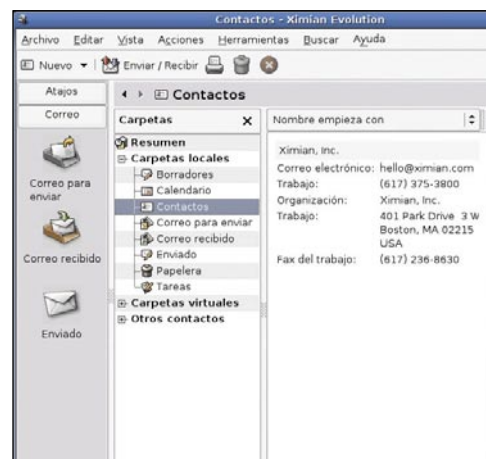 Contactos - Ximian Evolution
Archivo Editar Vista Acciones Herramientas Buscar Ayuda
Nuevo Enviar / Recibir
Atajos
Correo
Correo para enviar
Correo recibido
Enviado
Contactos
Carpetas
Resumen
Carpetas locales
Borradores
Calendario
Contactos
Correo para enviar
Correo recibido
Enviado
Papelera
Tareas
Carpetas virtuales
Otros contactos
Nombre empieza con
Ximian, Inc.
Correo electrónico: hello@ximian.com
Trabajo: (617) 375-3800
Organización: Ximian, Inc.
Trabajo: 401 Park Drive 3 W
Boston, MA 02215
USA
Fax del trabajo: (617) 236-8630